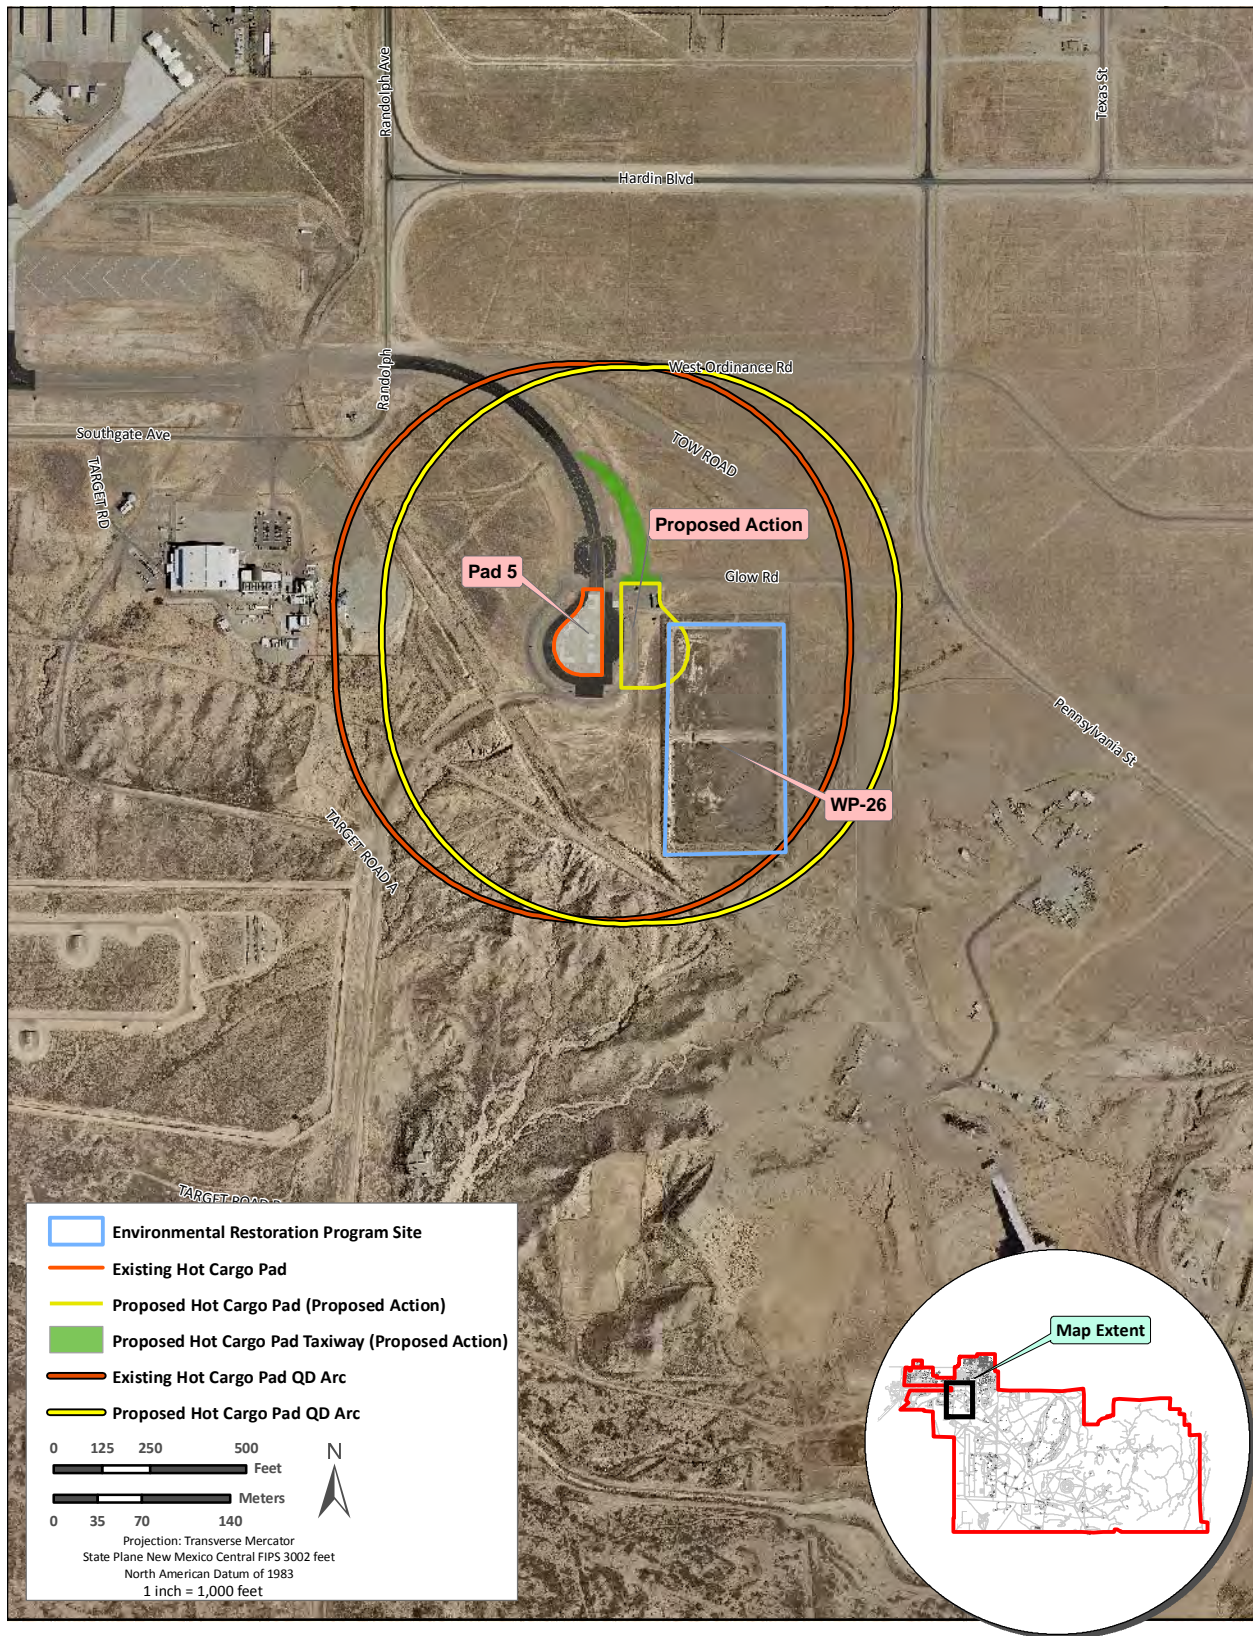 Randolph Ave
Texas St
Hardin Blvd
West Ordinance Rd
Randolph
Southgate Ave
TOW ROAD
TARGET RD
Proposed Action
Pad 5
Glow Rd
Pennsylvania St
WP-26
TARGET ROAD A
TARGET ROAD
Environmental Restoration Program Site
Existing Hot Cargo Pad
Proposed Hot Cargo Pad (Proposed Action)
Proposed Hot Cargo Pad Taxiway (Proposed Action)
Existing Hot Cargo Pad QD Arc
Proposed Hot Cargo Pad QD Arc
0 125 250 500
Feet
N
Meters
0 35 70 140
Projection: Transverse Mercator
State Plane New Mexico Central FIPS 3002 feet
North American Datum of 1983
1 inch = 1,000 feet
Map Extent